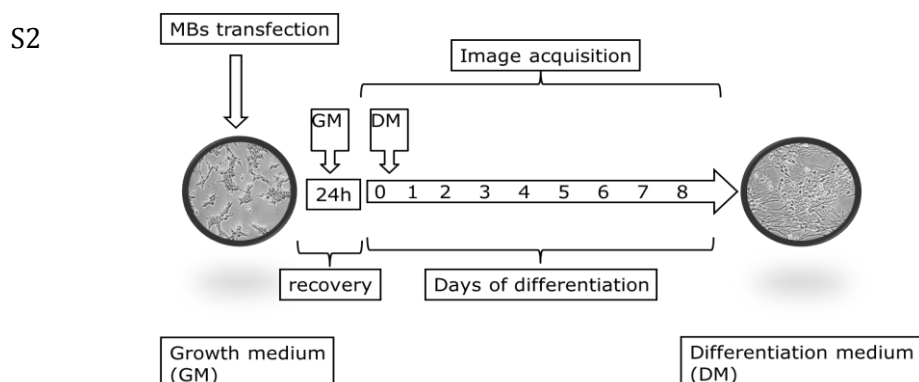 S2
MBs transfection
Image acquisition
GM
DM
24h
0 1 2 3 4 5 6 7 8
recovery
Days of differentiation
Growth medium
(GM)
Differentiation medium
(DM)